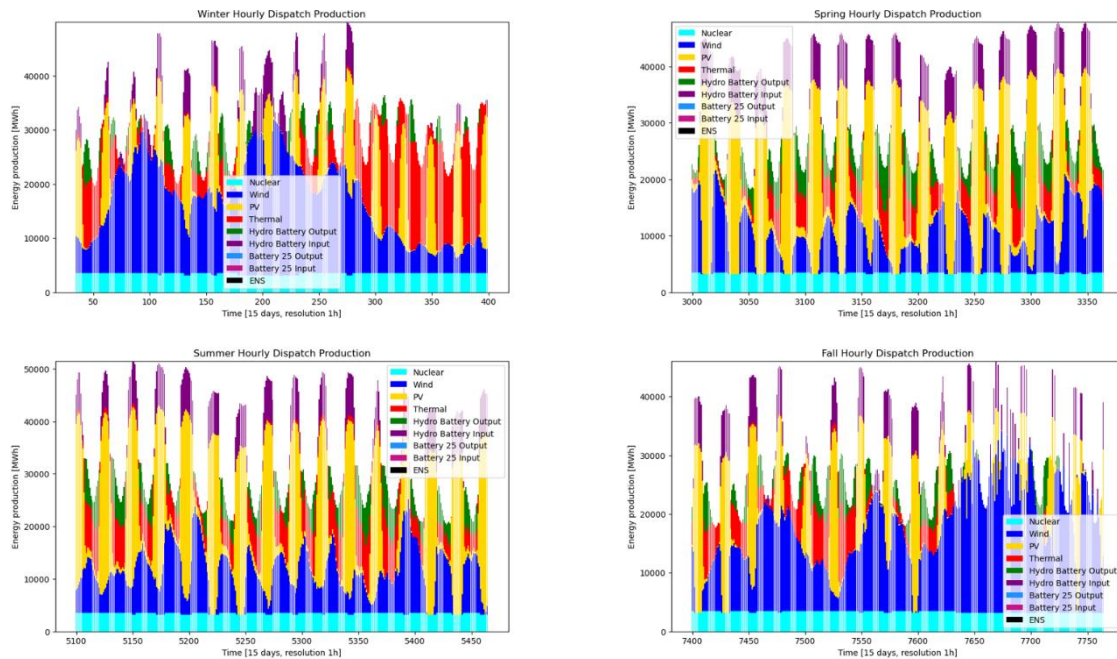 Winter Hourly Dispatch Production
Energy production [MWh]
40000
30000
20000
10000
0
Nuclear
Wind
PV
Thermal
Hydro Battery Output
Hydro Battery Input
Battery 25 Output
Battery 25 Input
ENS
50 100 150 200 250 300 350 400
Time [15 days, resolution 1h]
Spring Hourly Dispatch Production
Energy production [MWh]
40000
30000
20000
10000
0
Nuclear
Wind
PV
Thermal
Hydro Battery Output
Hydro Battery Input
Battery 25 Output
Battery 25 Input
ENS
3000 3050 3100 3150 3200 3250 3300 3350
Time [15 days, resolution 1h]
Summer Hourly Dispatch Production
Energy production [MWh]
50000
40000
30000
20000
10000
0
Nuclear
Wind
PV
Thermal
Hydro Battery Output
Hydro Battery Input
Battery 25 Output
Battery 25 Input
ENS
5100 5150 5200 5250 5300 5350 5400 5450
Time [15 days, resolution 1h]
Fall Hourly Dispatch Production
Energy production [MWh]
40000
30000
20000
10000
0
Nuclear
Wind
PV
Thermal
Hydro Battery Output
Hydro Battery Input
Battery 25 Output
Battery 25 Input
ENS
7400 7450 7500 7550 7600 7650 7700 7750
Time [15 days, resolution 1h]